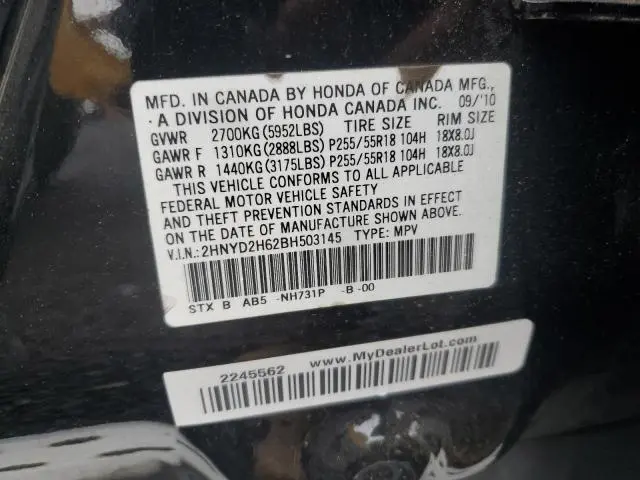 MFD. IN CANADA BY HONDA OF CANADA MFG.,
A DIVISION OF HONDA CANADA INC. 09/'10
GVWR 2700KG(5952LBS) TIRE SIZE RIM SIZE
GAWR F 1310KG(2888LBS) P255/55R18 104H 18X8.0J
GAWR R 1440KG(3175LBS) P255/55R18 104H 18X8.0J
THIS VEHICLE CONFORMS TO ALL APPLICABLE
FEDERAL MOTOR VEHICLE SAFETY
AND THEFT PREVENTION STANDARDS IN EFFECT
ON THE DATE OF MANUFACTURE SHOWN ABOVE.
V.I.N.: 2HNYD2H62BH503145 TYPE: MPV
STX B AB5 -NH731P -B-00
2245562 www.MyDealerLot.com